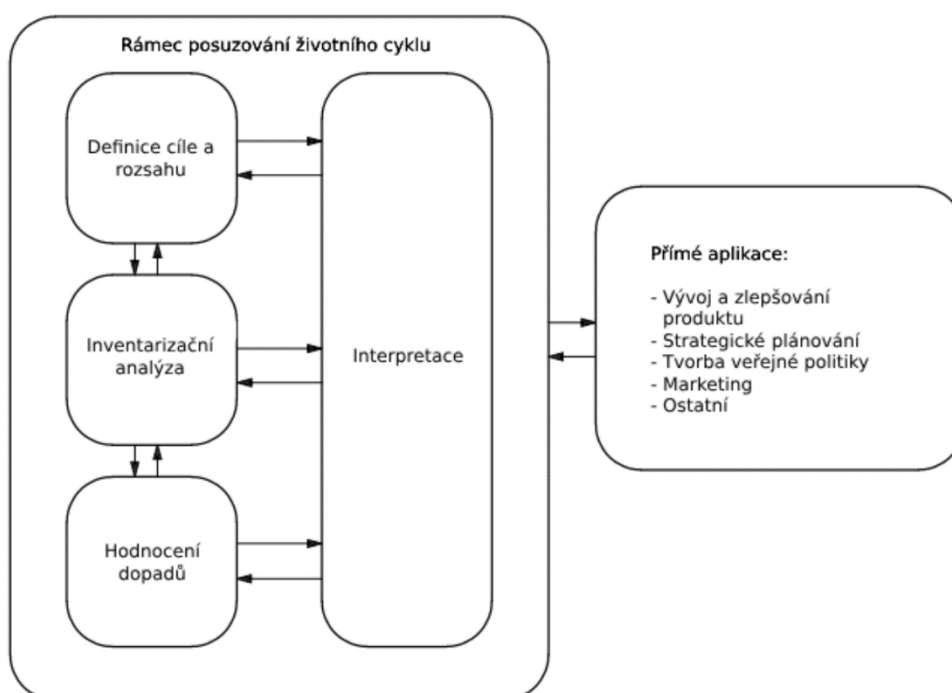 Rámec posuzování životního cyklu
Definice cíle a
rozsahu
Inventarizační
analýza
Hodnocení
dopadů
Interpretace
Přímé aplikace:
- Vývoj a zlepšování
produktu
- Strategické plánování
- Tvorba veřejné politiky
- Marketing
- Ostatní